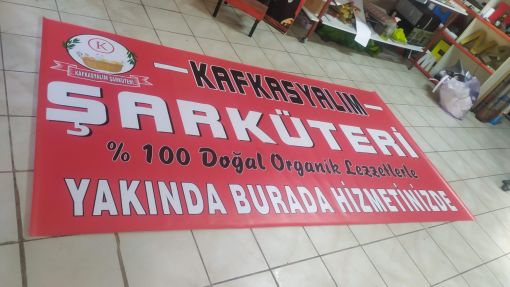 K
KAFKASYALIM ŞARKÜTERİ
KAFKASYALIM
ŞARKÜTERİ
% 100 Doğal Organik Lezzetlerle
YAKINDA BURADA HİZMETİNİZDE